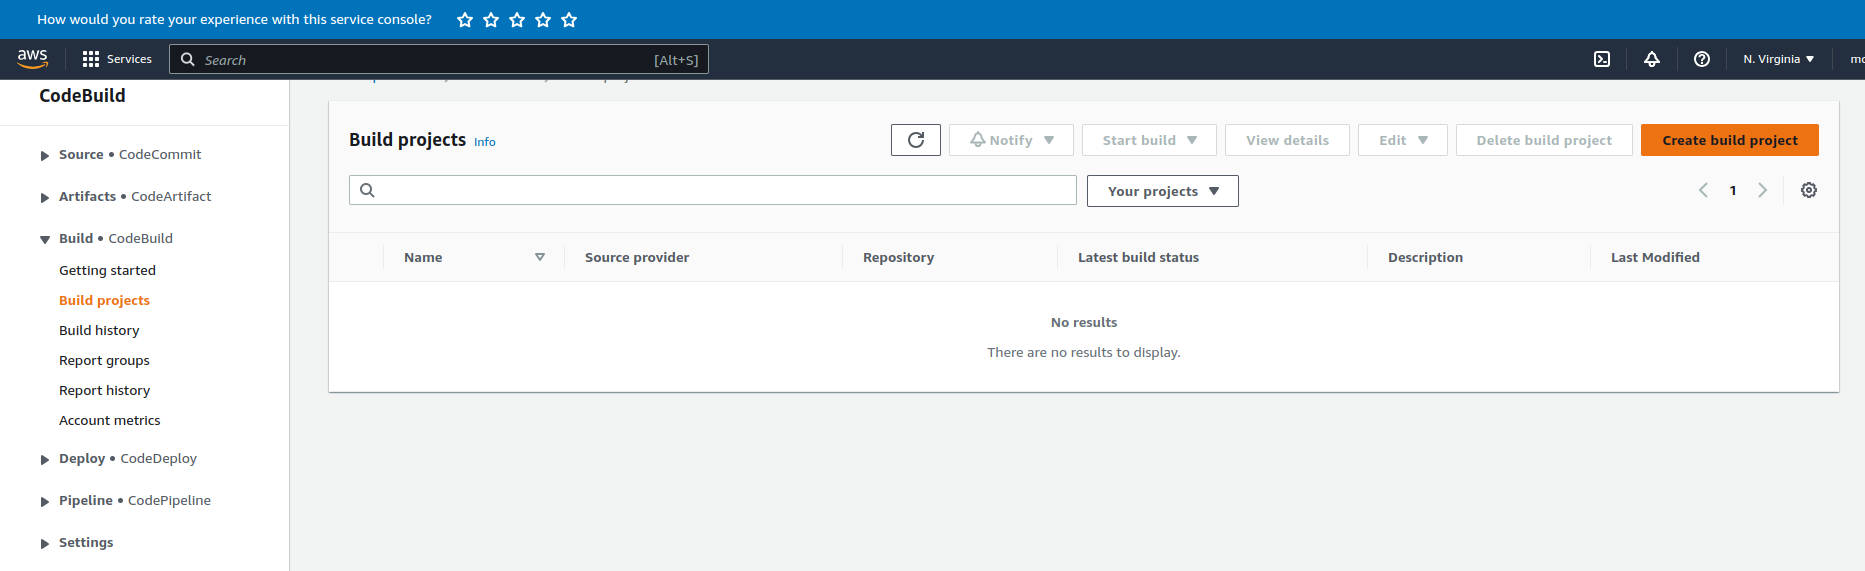 How would you rate your experience with this service console?
aws
Services
Search
[Alt+S]
N. Virginia
CodeBuild
Source • CodeCommit
Artifacts • CodeArtifact
Build • CodeBuild
Getting started
Build projects
Build history
Report groups
Report history
Account metrics
Deploy • CodeDeploy
Pipeline • CodePipeline
Settings
Build projects Info
Notify
Start build
View details
Edit
Delete build project
Create build project
Your projects
1
Name
Source provider
Repository
Latest build status
Description
Last Modified
No results
There are no results to display.